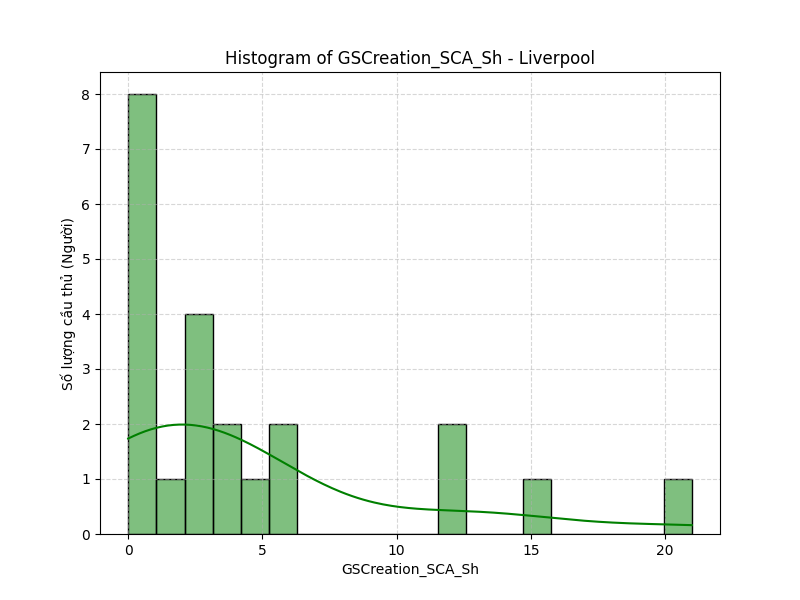 Histogram of GSCreation_SCA_Sh - Liverpool
8
7
6
5
4
3
2
1
0
Số lượng cầu thủ (Người)
0 5 10 15 20
GSCreation_SCA_Sh